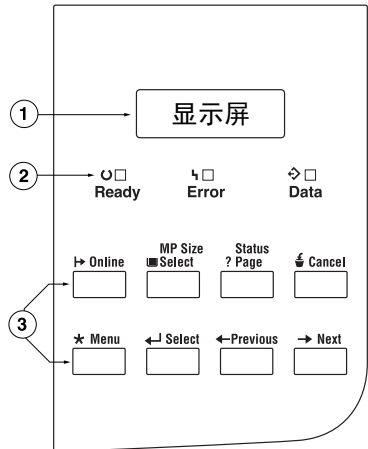 1
显示屏
2
Ready Error Data
MP Size Status
Online Select ? Page Cancel
3
* Menu Select Previous Next